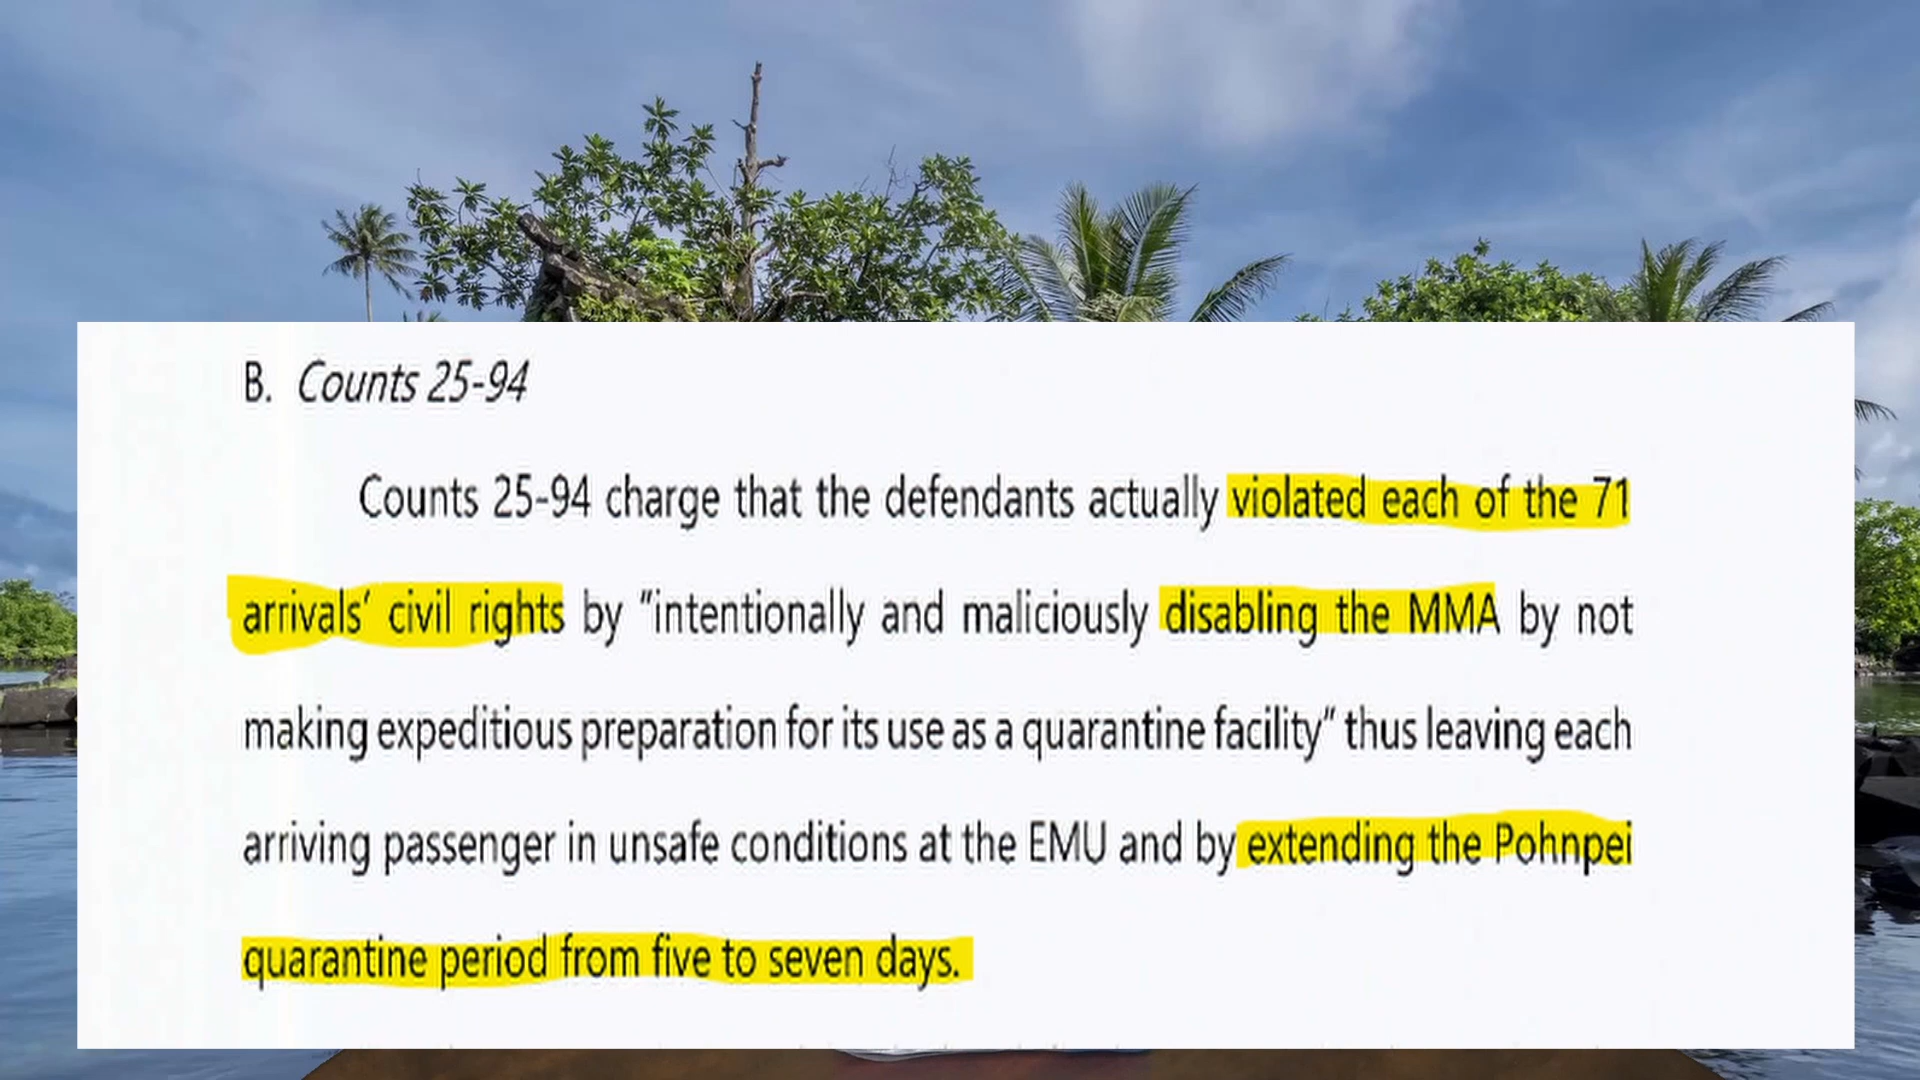 B. Counts 25-94
Counts 25-94 charge that the defendants actually violated each of the 71
arrivals’ civil rights by “intentionally and maliciously disabling the MMA by not
making expeditious preparation for its use as a quarantine facility” thus leaving each
arriving passenger in unsafe conditions at the EMU and by extending the Pohnpei
quarantine period from five to seven days.